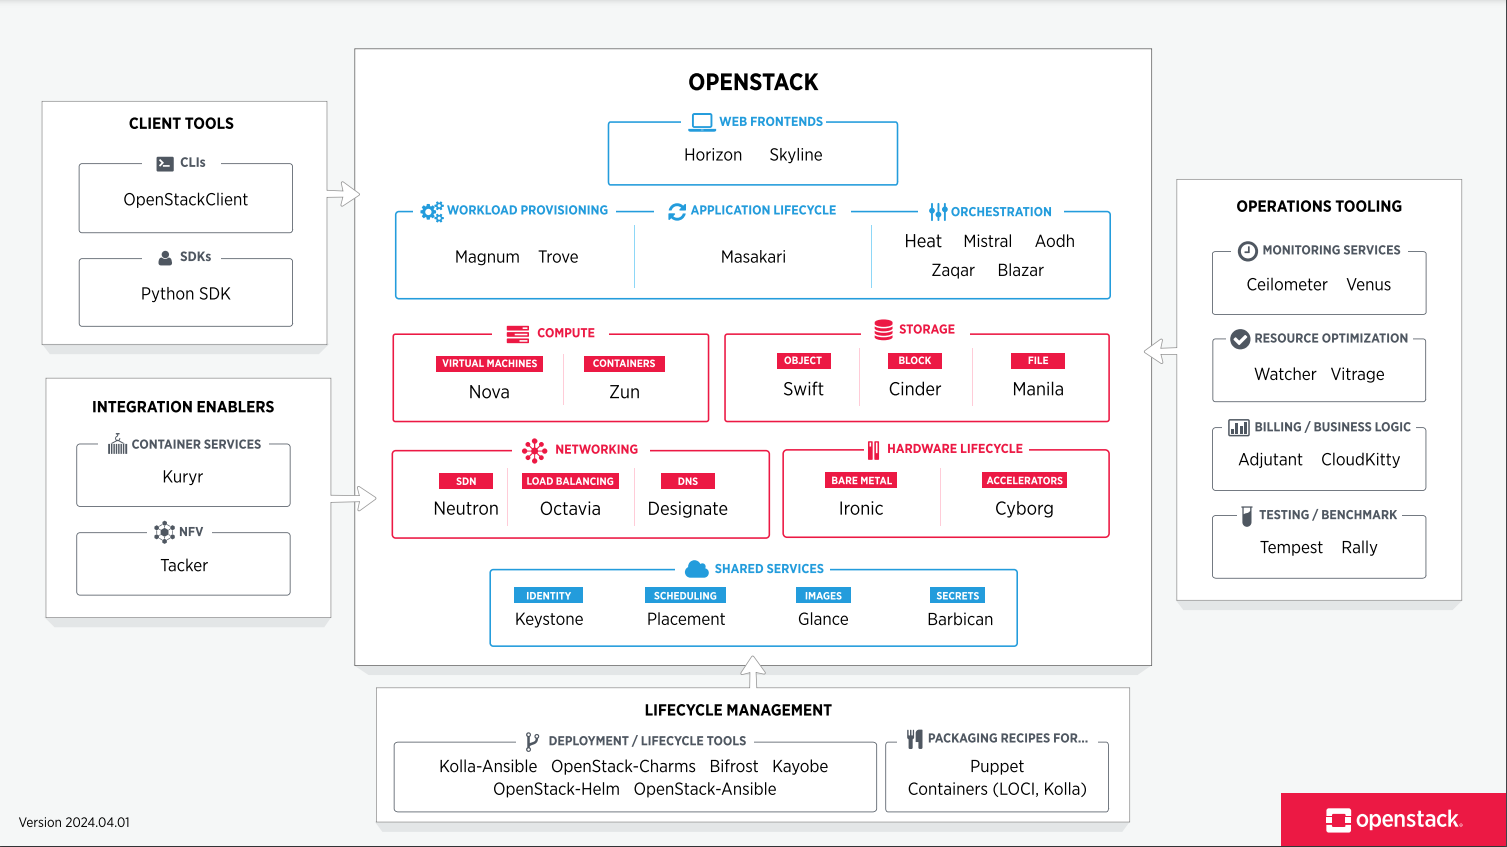 OPENSTACK
WEB FRONTENDS
Horizon Skyline
WORKLOAD PROVISIONING
Magnum Trove
APPLICATION LIFECYCLE
Masakari
ORCHESTRATION
Heat Mistral Aodh
Zaqar Blazar
COMPUTE
VIRTUAL MACHINES
Nova
CONTAINERS
Zun
STORAGE
OBJECT
Swift
BLOCK
Cinder
FILE
Manila
NETWORKING
SDN
Neutron
LOAD BALANCING
Octavia
DNS
Designate
HARDWARE LIFECYCLE
BARE METAL
Ironic
ACCELERATORS
Cyborg
SHARED SERVICES
IDENTITY
Keystone
SCHEDULING
Placement
IMAGES
Glance
SECRETS
Barbican
CLIENT TOOLS
CLIs
OpenStackClient
SDKs
Python SDK
INTEGRATION ENABLERS
CONTAINER SERVICES
Kuryr
NFV
Tacker
OPERATIONS TOOLING
MONITORING SERVICES
Ceilometer Venus
RESOURCE OPTIMIZATION
Watcher Vitrage
BILLING / BUSINESS LOGIC
Adjutant CloudKitty
TESTING / BENCHMARK
Tempest Rally
LIFECYCLE MANAGEMENT
DEPLOYMENT / LIFECYCLE TOOLS
Kolla-Ansible OpenStack-Charms Bifrost Kayobe
OpenStack-Helm OpenStack-Ansible
PACKAGING RECIPES FOR...
Puppet
Containers (LOCI, Kolla)
Version 2024.04.01
openstack.